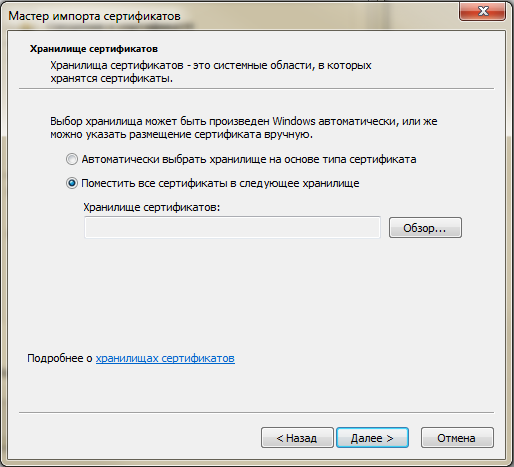 Мастер импорта сертификатов
Хранилище сертификатов
Хранилища сертификатов - это системные области, в которых
хранятся сертификаты.
Выбор хранилища может быть произведен Windows автоматически, или же
можно указать размещение сертификата вручную.
Автоматически выбрать хранилище на основе типа сертификата
Поместить все сертификаты в следующее хранилище
Хранилище сертификатов:
Обзор...
Подробнее о хранилищах сертификатов
< Назад
Далее >
Отмена